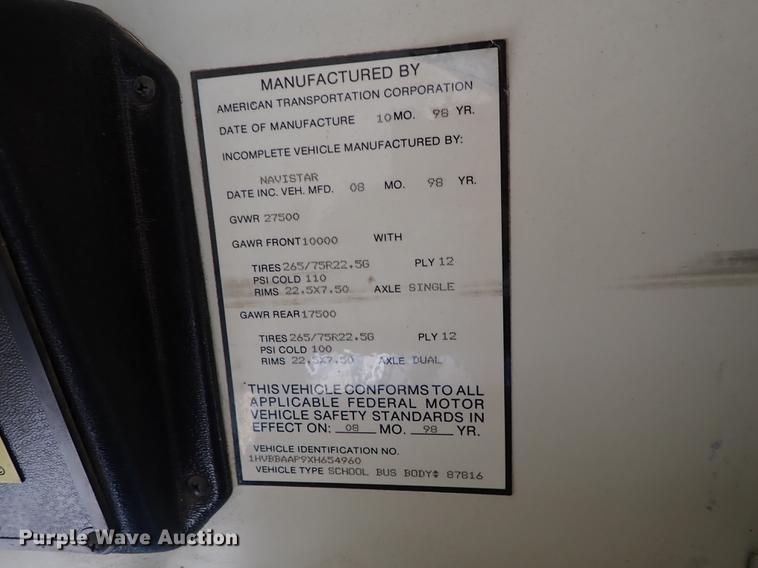 MANUFACTURED BY
AMERICAN TRANSPORTATION CORPORATION
DATE OF MANUFACTURE 10 MO. 98 YR.
INCOMPLETE VEHICLE MANUFACTURED BY:
NAVISTAR
DATE INC. VEH. MFD. 08 MO. 98 YR.
GVWR 27500
GAWR FRONT 10000 WITH
TIRES 265/75R22.5G PLY 12
PSI COLD 110
RIMS 22.5X7.50 AXLE SINGLE
GAWR REAR 17500
TIRES 265/75R22.5G PLY 12
PSI COLD 100
RIMS 22.5X7.50 AXLE DUAL
THIS VEHICLE CONFORMS TO ALL
APPLICABLE FEDERAL MOTOR
VEHICLE SAFETY STANDARDS IN
EFFECT ON: 08 MO. 98 YR.
VEHICLE IDENTIFICATION NO.
1HVBBAAP9XH654960
VEHICLE TYPE SCHOOL BUS BODY# 87816
Purple Wave Auction